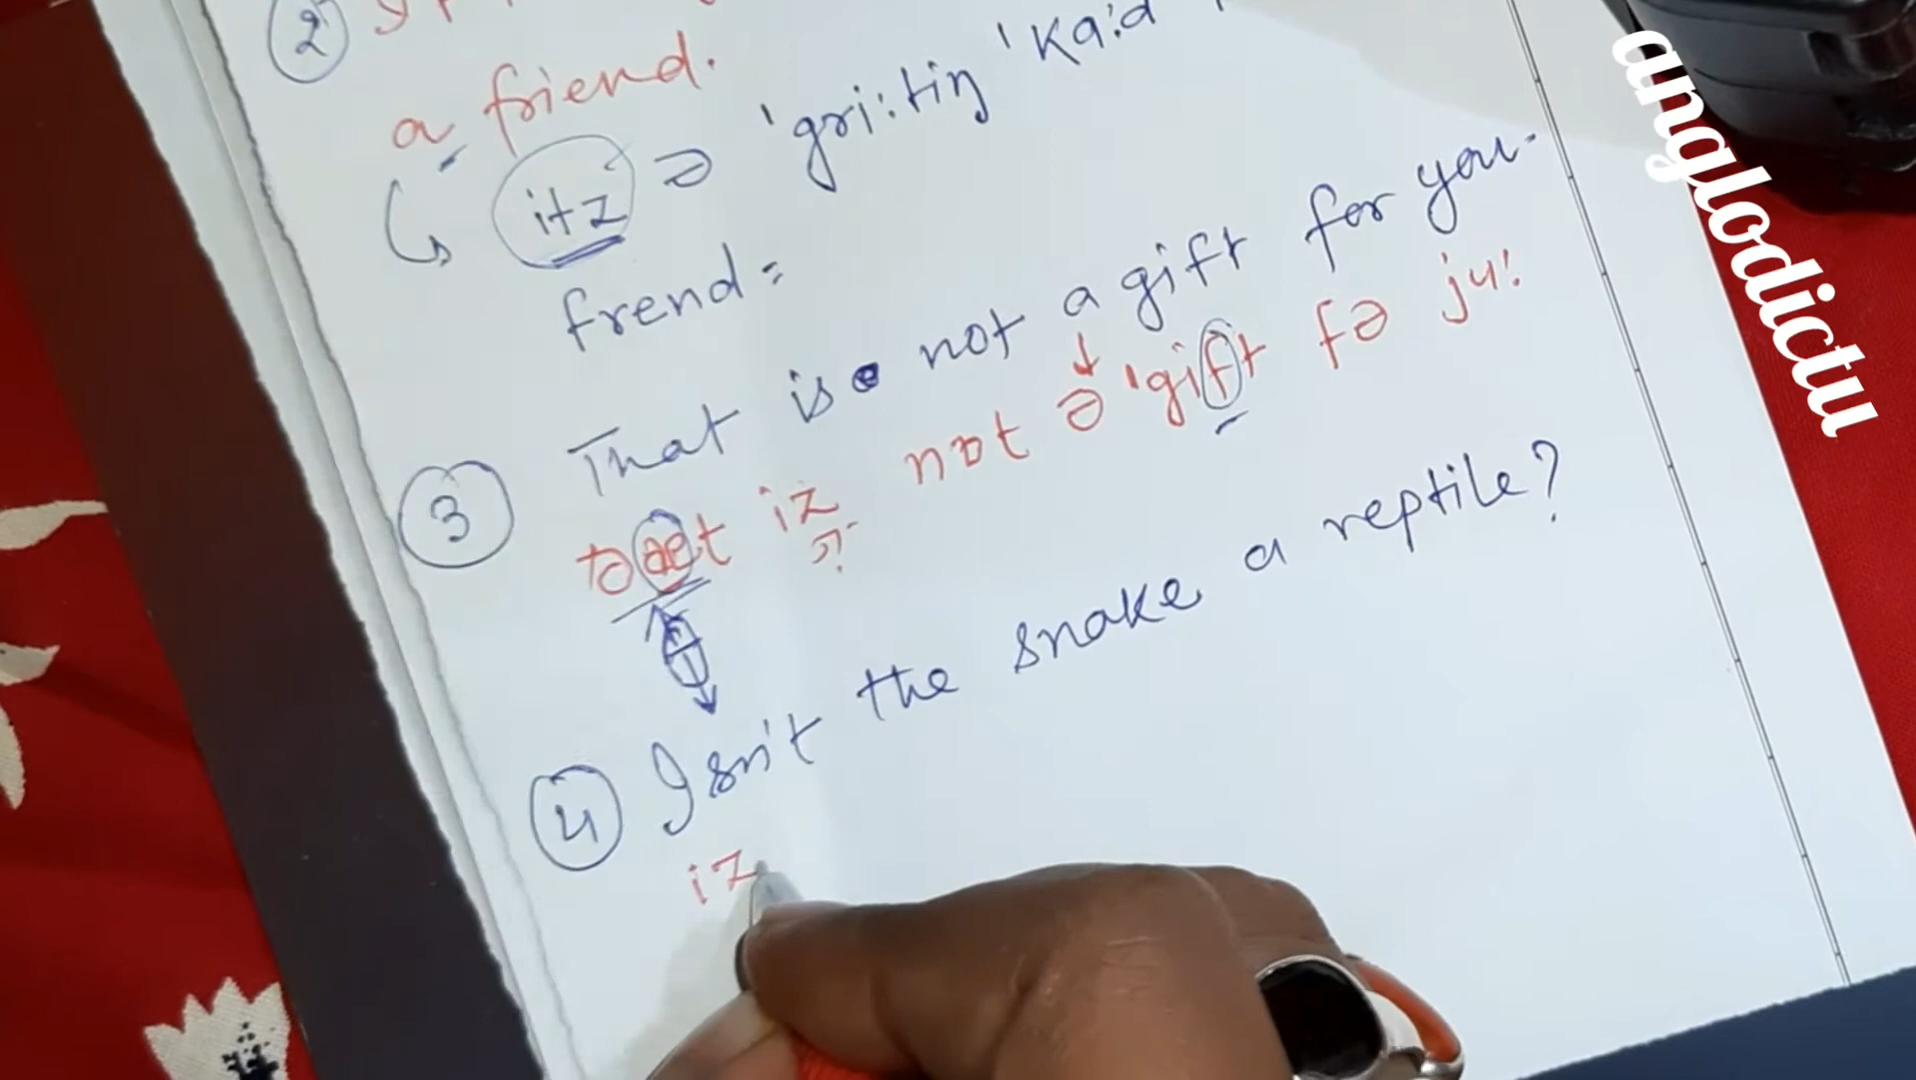 2
a friend.
itz ə 'gri:tiŋ 'Ka:d
frend =
3 That is not a gift for you.
ðæt iz nɒt ə 'gift fə ju:
4 Isn't the snake a reptile?
iz
anglodictu